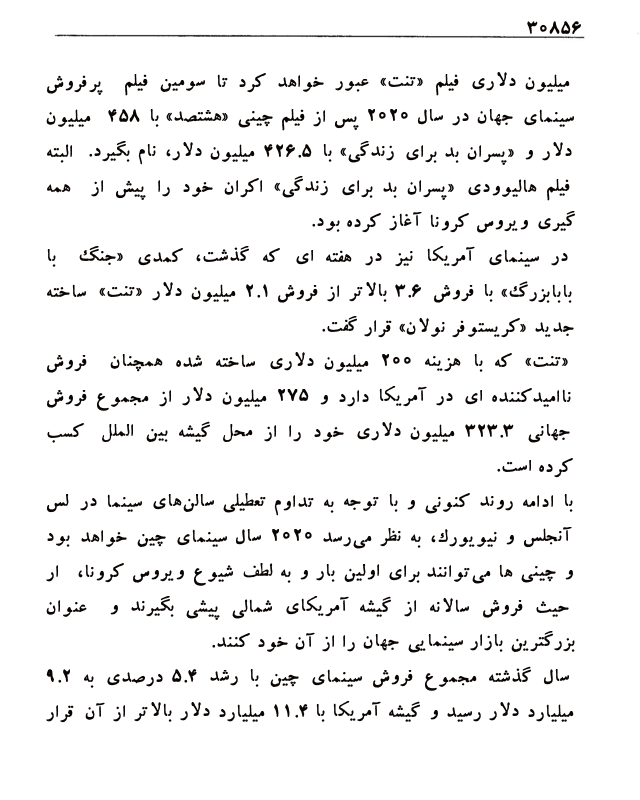 ۳۰۸۵۶
میلیون دلاری فیلم «تنت» عبور خواهد کرد تا سومین فیلم پرفروش
سینمای جهان در سال ۲۰۲۰ پس از فیلم چینی «هشتصد» با ۴۵۸ میلیون
دلار و «پسران بد برای زندگی» با ۴۲۶.۵ میلیون دلار، نام بگیرد. البته
فیلم هالیوودی «پسران بد برای زندگی» اکران خود را پیش از همه
گیری ویروس کرونا آغاز کرده بود.
در سینمای آمریکا نیز در هفته ای که گذشت، کمدی «جنگ با
بابابزرگ» با فروش ۳.۶ بالاتر از فروش ۲.۱ میلیون دلار «تنت» ساخته
جدید «کریستوفر نولان» قرار گفت.
«تنت» که با هزینه ۲۰۰ میلیون دلاری ساخته شده همچنان فروش
ناامیدکننده ای در آمریکا دارد و ۲۷۵ میلیون دلار از مجموع فروش
جهانی ۳۲۳.۳ میلیون دلاری خود را از محل گیشه بین الملل کسب
کرده است.
با ادامه روند کنونی و با توجه به تداوم تعطیلی سالن‌های سینما در لس
آنجلس و نیویورک، به نظر می‌رسد ۲۰۲۰ سال سینمای چین خواهد بود
و چینی ها می‌توانند برای اولین بار و به لطف شیوع ویروس کرونا، ار
حیث فروش سالانه از گیشه آمریکای شمالی پیشی بگیرند و عنوان
بزرگترین بازار سینمایی جهان را از آن خود کنند.
سال گذشته مجموع فروش سینمای چین با رشد ۵.۴ درصدی به ۹.۲
میلیارد دلار رسید و گیشه آمریکا با ۱۱.۴ میلیارد دلار بالاتر از آن قرار